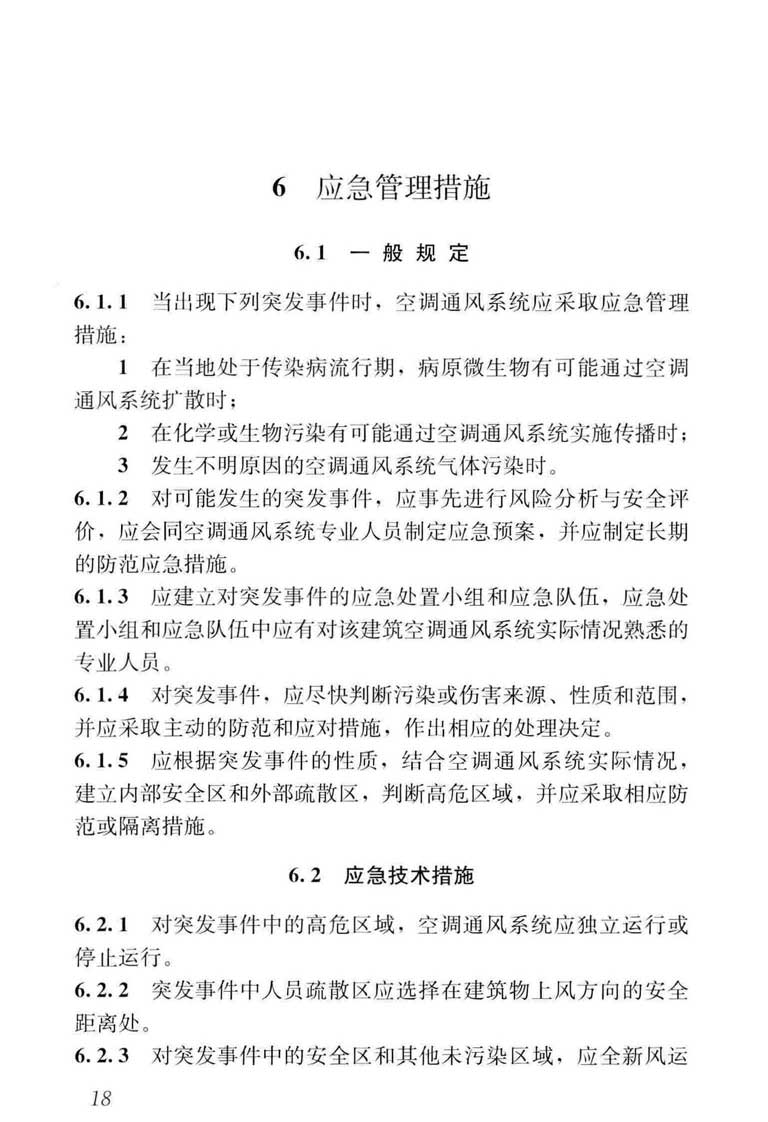 6 应急管理措施
6.1 一般规定
6.1.1 当出现下列突发事件时，空调通风系统应采取应急管理
措施：
1 在当地处于传染病流行期，病原微生物有可能通过空调
通风系统扩散时；
2 在化学或生物污染有可能通过空调通风系统实施传播时；
3 发生不明原因的空调通风系统气体污染时。
6.1.2 对可能发生的突发事件，应事先进行风险分析与安全评
价，应会同空调通风系统专业人员制定应急预案，并应制定长期
的防范应急措施。
6.1.3 应建立对突发事件的应急处置小组和应急队伍，应急处
置小组和应急队伍中应有对该建筑空调通风系统实际情况熟悉的
专业人员。
6.1.4 对突发事件，应尽快判断污染或伤害来源、性质和范围，
并应采取主动的防范和应对措施，作出相应的处理决定。
6.1.5 应根据突发事件的性质，结合空调通风系统实际情况，
建立内部安全区和外部疏散区，判断高危区域，并应采取相应防
范或隔离措施。
6.2 应急技术措施
6.2.1 对突发事件中的高危区域，空调通风系统应独立运行或
停止运行。
6.2.2 突发事件中人员疏散区应选择在建筑物上风方向的安全
距离处。
6.2.3 对突发事件中的安全区和其他未污染区域，应全新风运
18